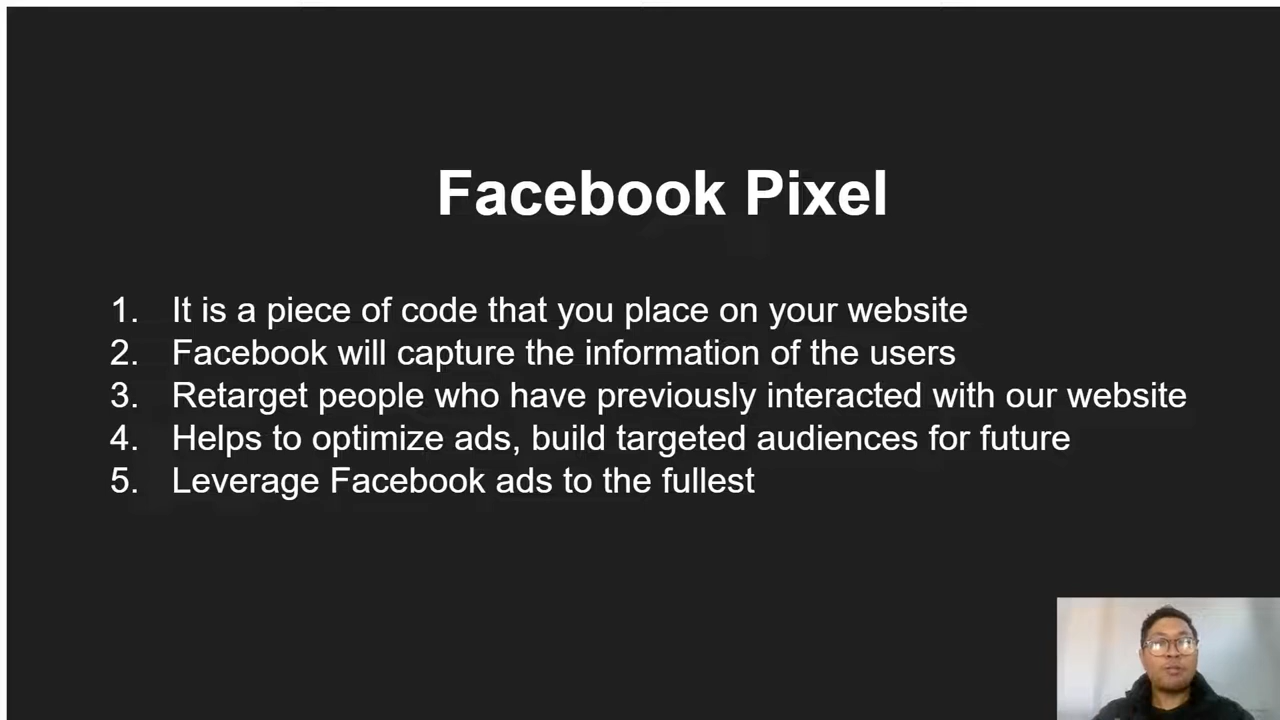 Facebook Pixel
1. It is a piece of code that you place on your website
2. Facebook will capture the information of the users
3. Retarget people who have previously interacted with our website
4. Helps to optimize ads, build targeted audiences for future
5. Leverage Facebook ads to the fullest